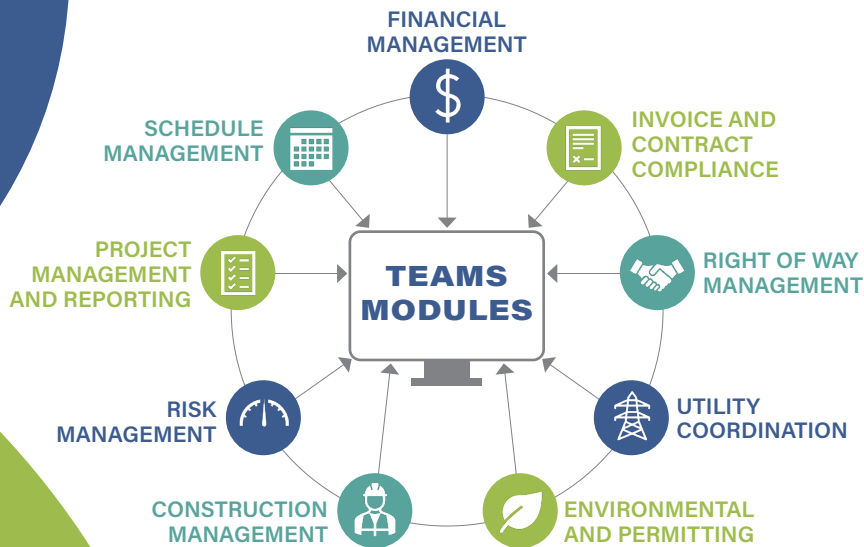 FINANCIAL
MANAGEMENT
INVOICE AND
CONTRACT
COMPLIANCE
RIGHT OF WAY
MANAGEMENT
UTILITY
COORDINATION
ENVIRONMENTAL
AND PERMITTING
CONSTRUCTION
MANAGEMENT
RISK
MANAGEMENT
PROJECT
MANAGEMENT
AND REPORTING
SCHEDULE
MANAGEMENT
TEAMS
MODULES